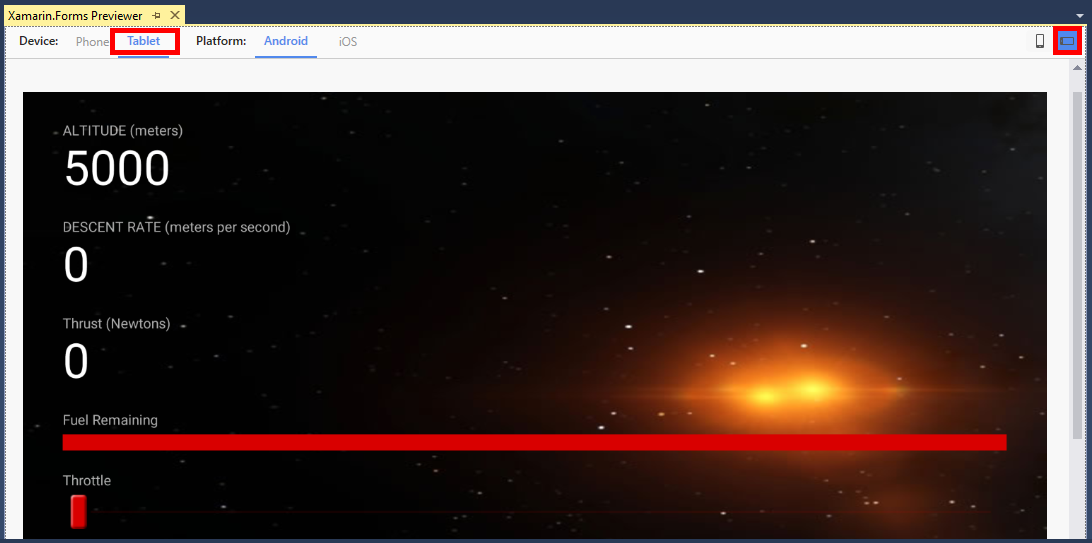 Xamarin.Forms Previewer
Device: Phone Tablet Platform: Android iOS
ALTITUDE (meters)
5000
DESCENT RATE (meters per second)
0
Thrust (Newtons)
0
Fuel Remaining
Throttle